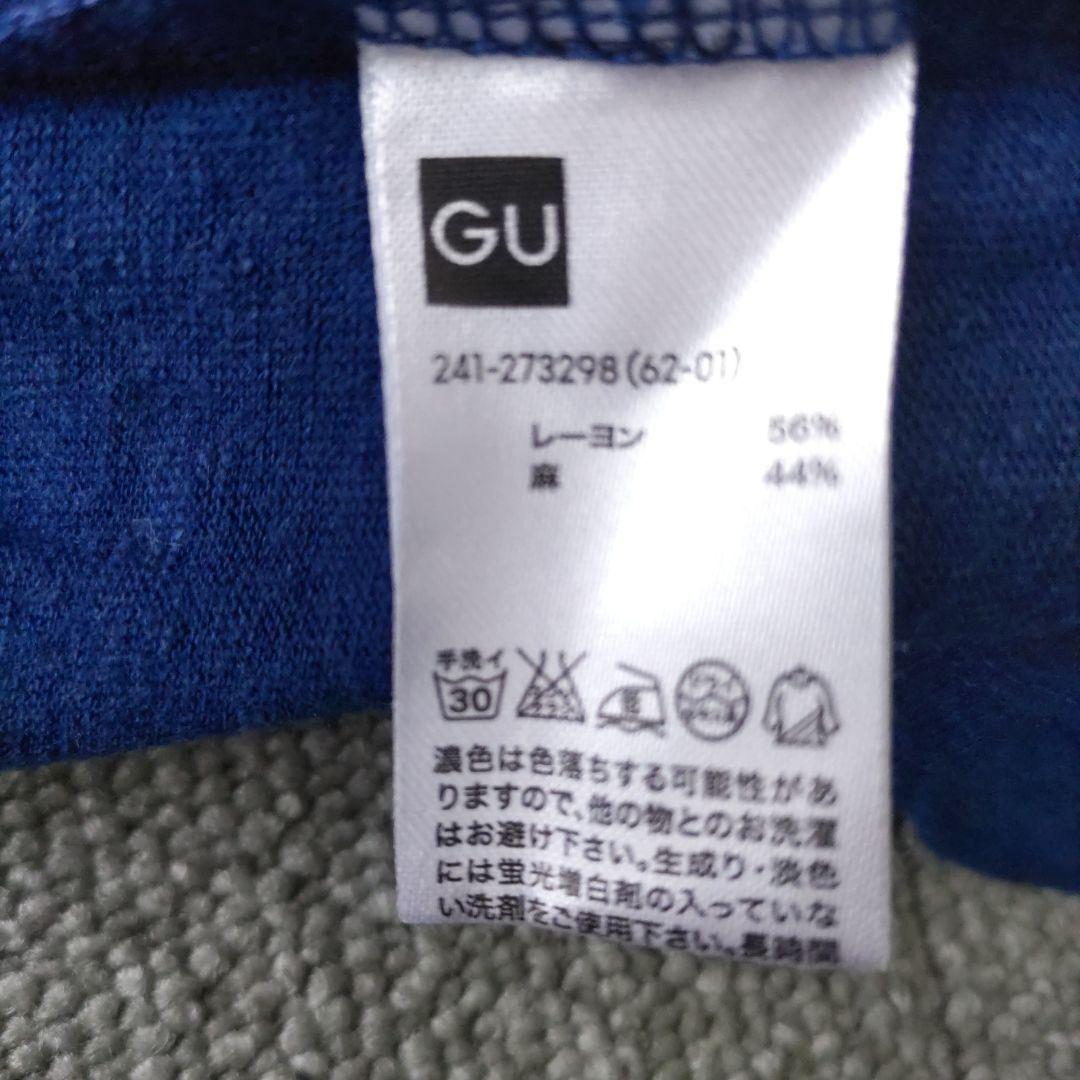 GU
241-273298(62-01)
レーヨン 56%
麻 44%
手洗イ
30
濃色は色落ちする可能性があ
りますので、他の物とのお洗濯
はお避け下さい。生成り・淡色
には蛍光増白剤の入っていな
い洗剤をご使用下さい。長時間